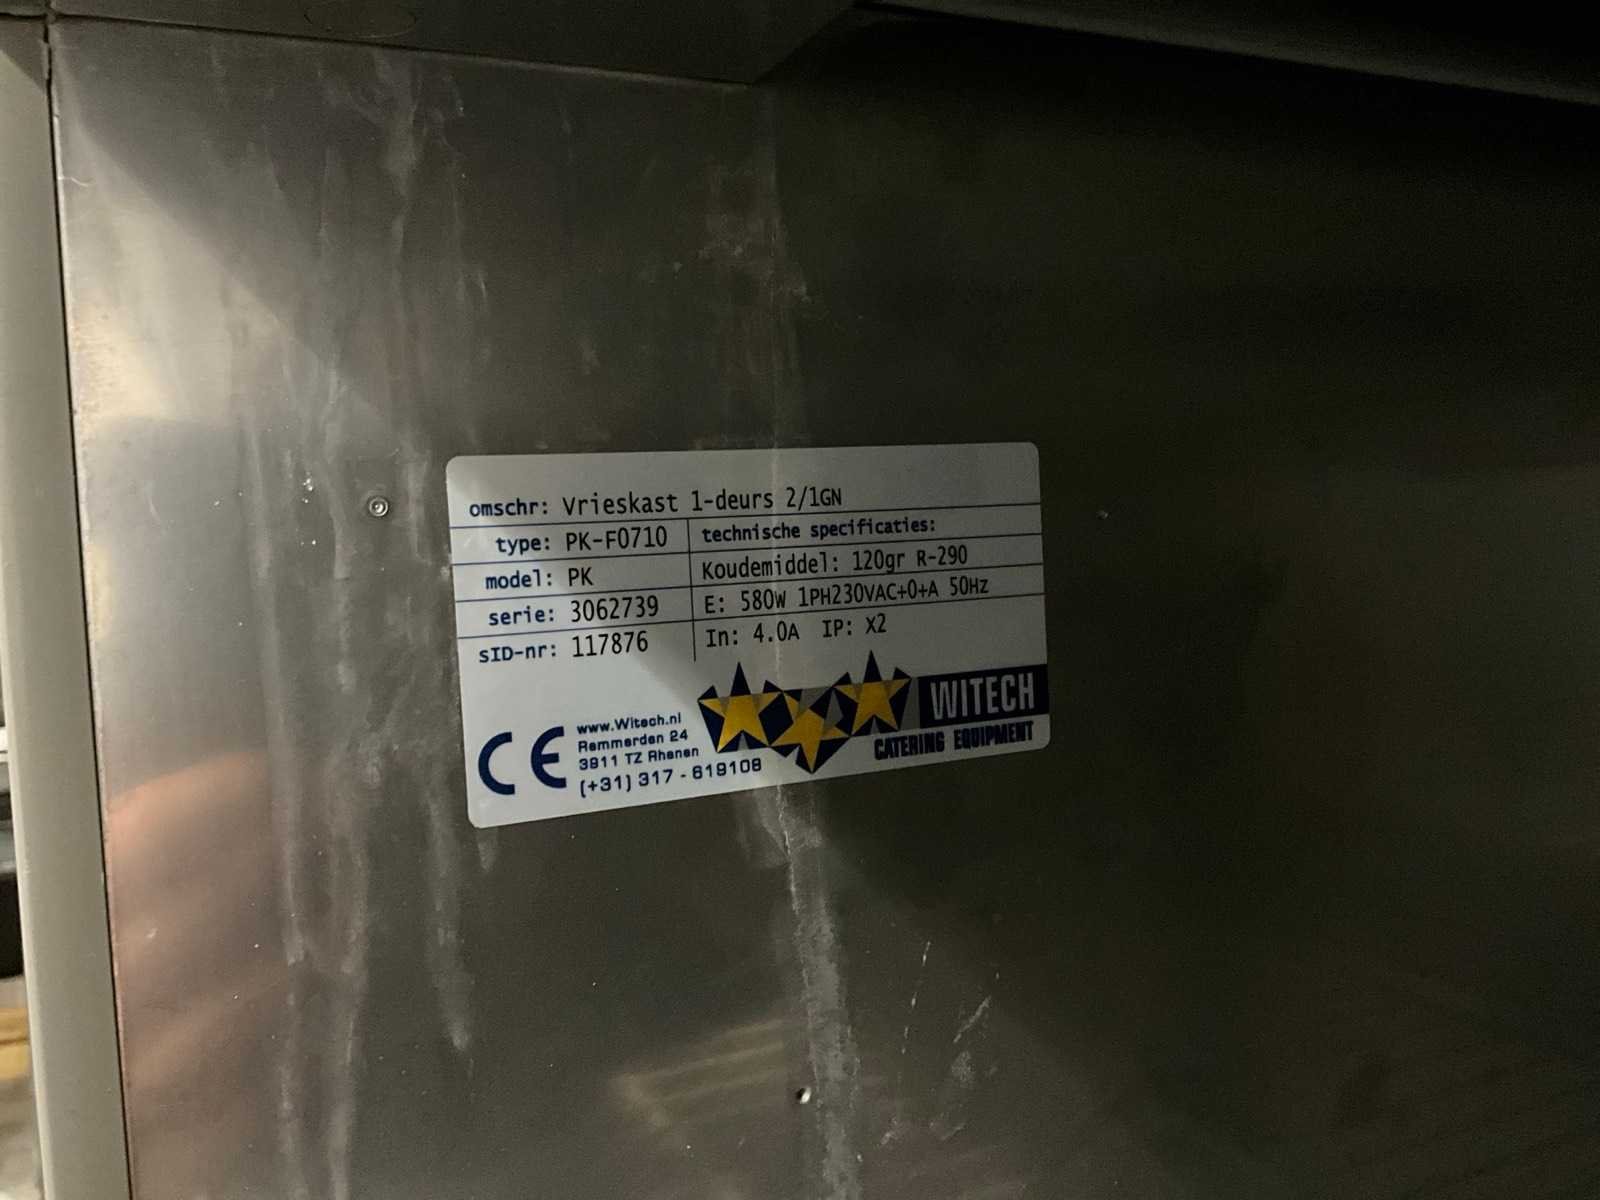 omschr: Vrieskast 1-deurs 2/1GN
type: PK-F0710
model: PK
serie: 3062739
sID-nr: 117876
technische specificaties:
Koudemiddel: 120gr R-290
E: 580W 1PH230VAC+0+A 50Hz
In: 4.0A IP: X2
CE
www.Witech.nl
Remmerden 24
3911 TZ Rhenen
(+31) 317 - 619108
WITECH
CATERING EQUIPMENT